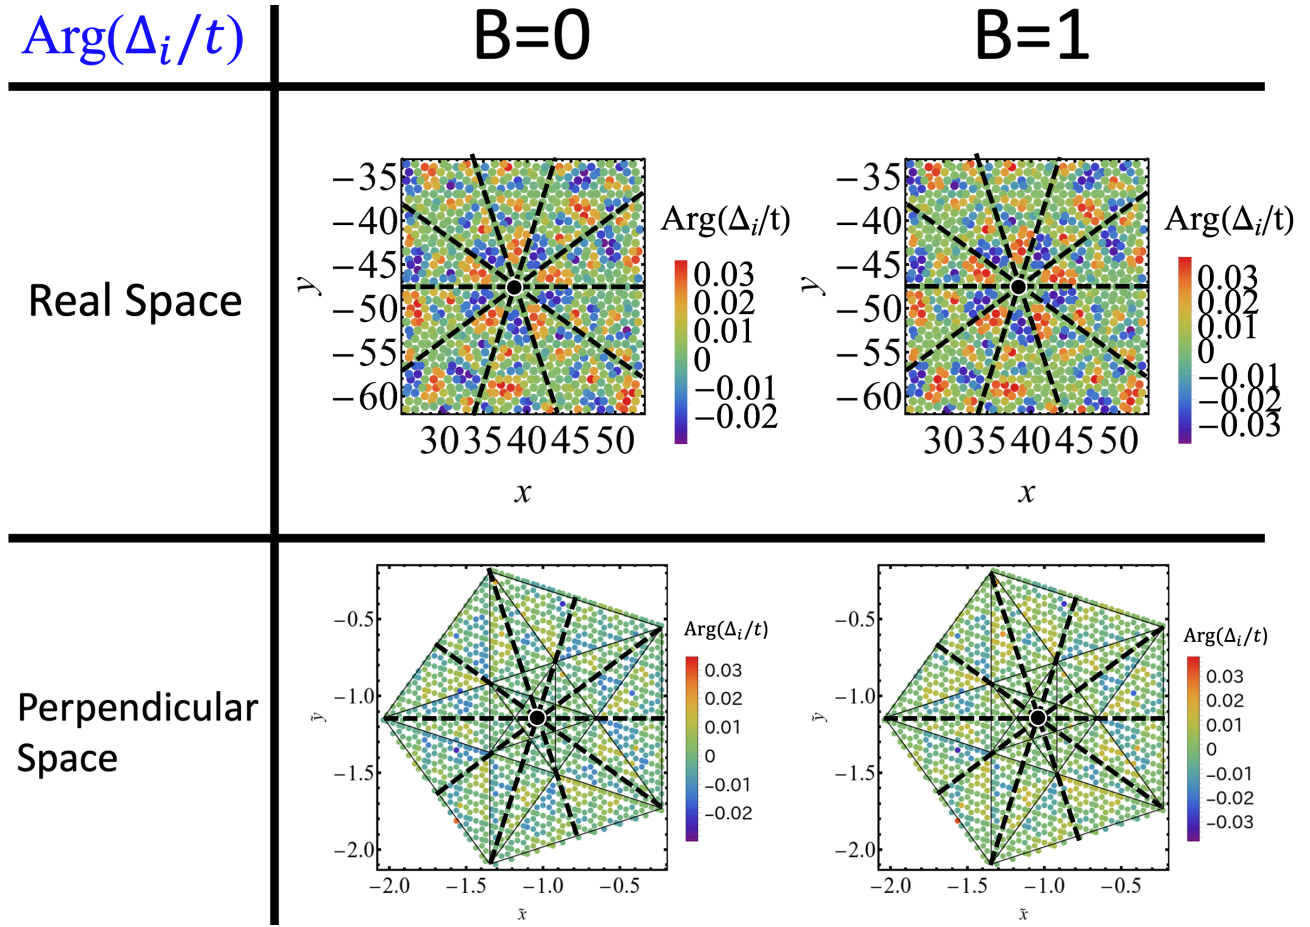 Arg(Δᵢ/t) B=0 B=1
Real Space
−35
−40
−45
−50
−55
−60
y
30 35 40 45 50
x
Arg(Δᵢ/t)
0.03
0.02
0.01
0
−0.01
−0.02
−35
−40
−45
−50
−55
−60
y
30 35 40 45 50
x
Arg(Δᵢ/t)
0.03
0.02
0.01
0
−0.01
−0.02
−0.03
Perpendicular
Space
−0.5
−1.0
−1.5
−2.0
ỹ
−2.0 −1.5 −1.0 −0.5
x̃
Arg(Δᵢ/t)
0.03
0.02
0.01
0
−0.01
−0.02
−0.5
−1.0
−1.5
−2.0
ỹ
−2.0 −1.5 −1.0 −0.5
x̃
Arg(Δᵢ/t)
0.03
0.02
0.01
0
−0.01
−0.02
−0.03